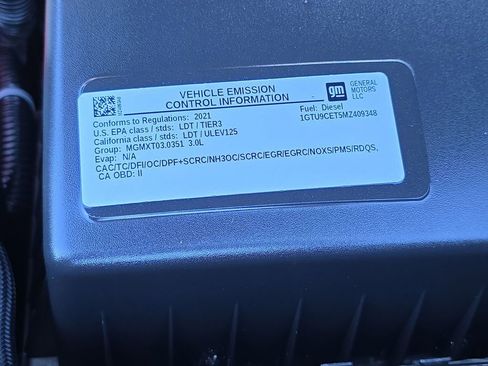 VEHICLE EMISSION
CONTROL INFORMATION
gm
GENERAL
MOTORS
LLC
Conforms to Regulations: 2021
Fuel: Diesel
U.S. EPA class / stds: LDT / TIER3
1GTU9CET5MZ409348
California class / stds: LDT / ULEV125
Group: MGMXT03.0351 3.0L
Evap: N/A
CAC/TC/DFI/OC/DPF+SCRC/NH3OC/SCRC/EGR/EGRC/NOXS/PMS/RDQS,
CA OBD: II